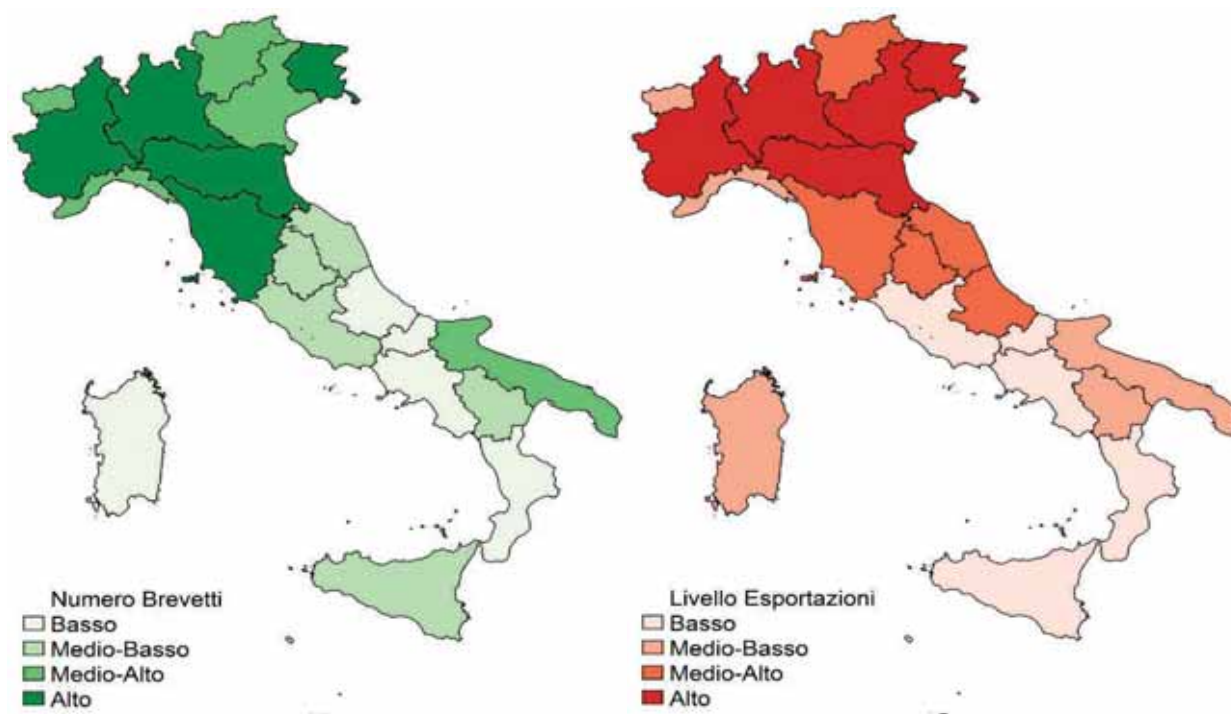 Numero Brevetti
Basso
Medio-Basso
Medio-Alto
Alto
Livello Esportazioni
Basso
Medio-Basso
Medio-Alto
Alto